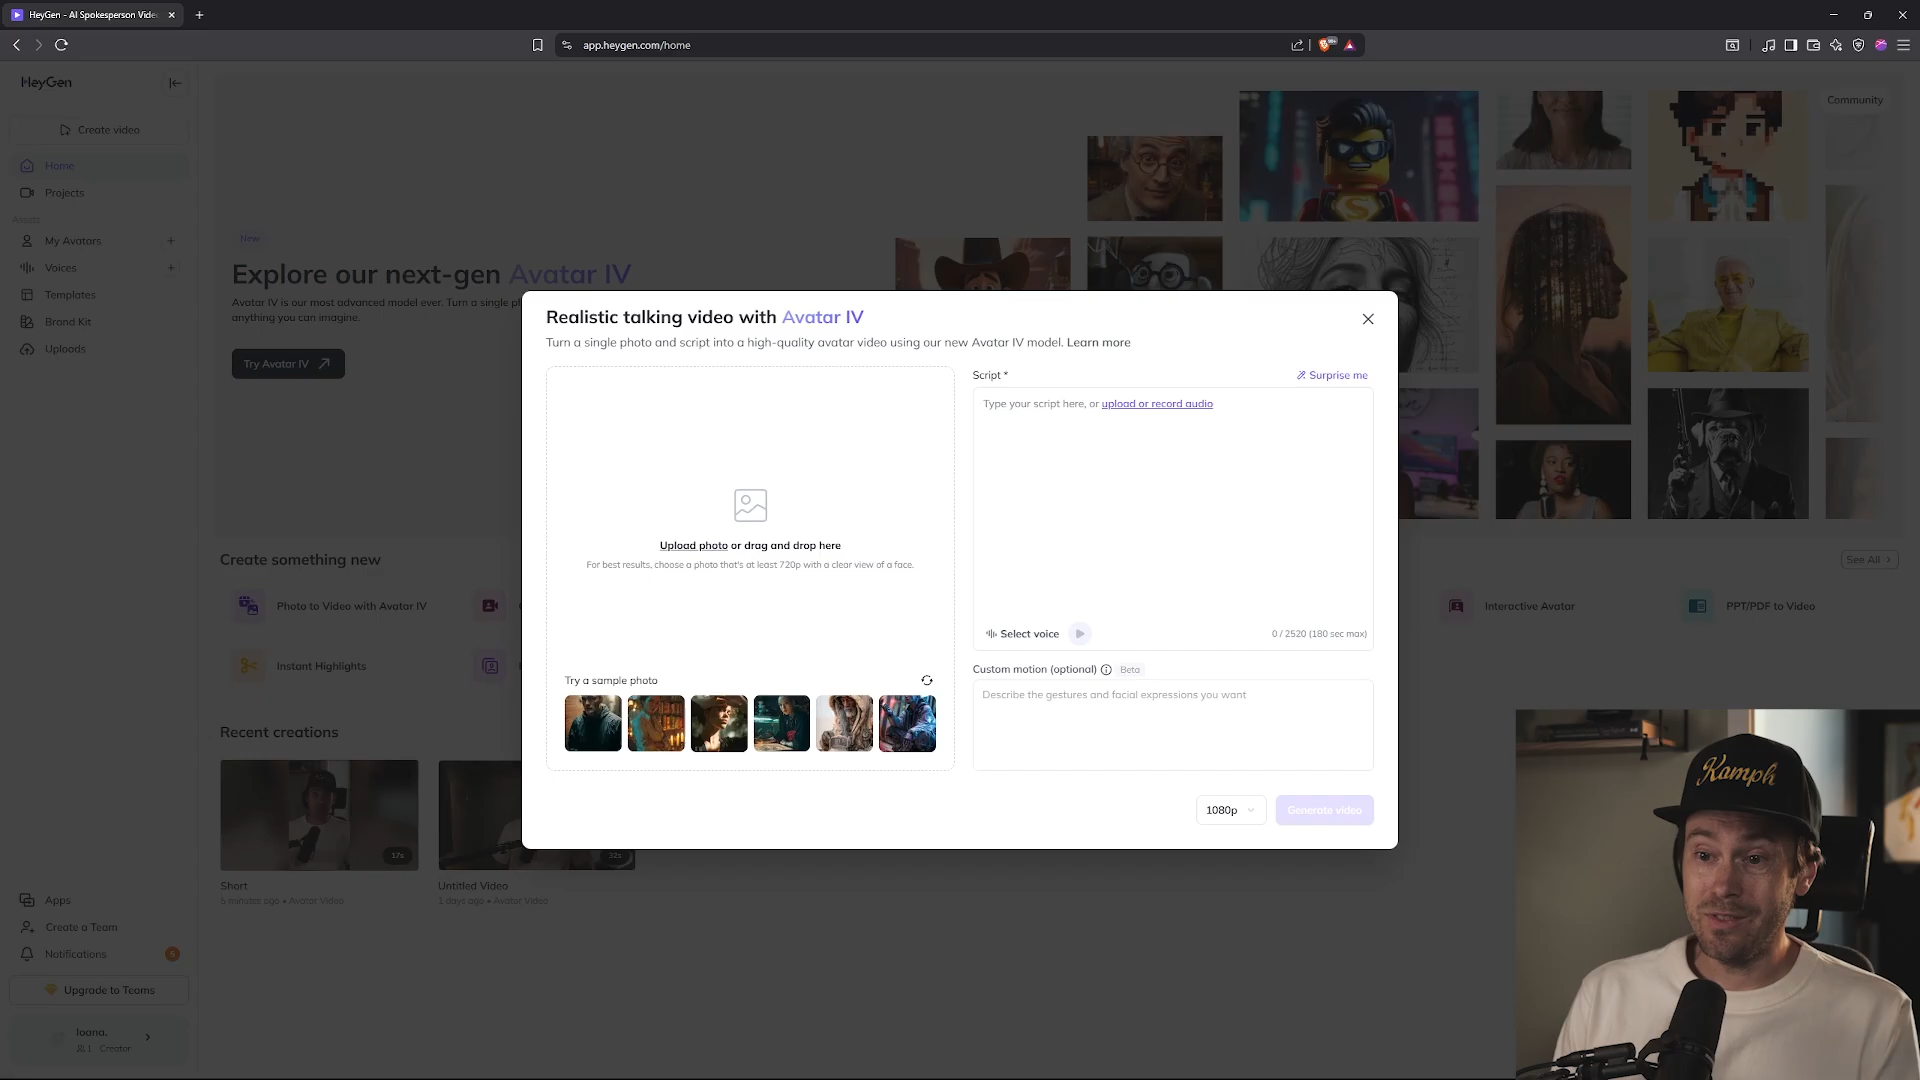 HeyGen - AI Spokesperson Vide
app.heygen.com/home
HeyGen
Create video
Home
Projects
Assets
My Avatars
Voices
Templates
Brand Kit
Uploads
New
Explore our next-gen Avatar IV
Avatar IV is our most advanced model ever. Turn a single ph
anything you can imagine.
Try Avatar IV
Community
Realistic talking video with Avatar IV
Turn a single photo and script into a high-quality avatar video using our new Avatar IV model. Learn more
Upload photo or drag and drop here
For best results, choose a photo that's at least 720p with a clear view of a face.
Try a sample photo
Script *
Surprise me
Type your script here, or upload or record audio
Select voice
0 / 2520 (180 sec max)
Custom motion (optional)
Beta
Describe the gestures and facial expressions you want
1080p
Generate video
Create something new
See All
Photo to Video with Avatar IV
Interactive Avatar
PPT/PDF to Video
Instant Highlights
Recent creations
17s
32s
Short
5 minutes ago • Avatar Video
Untitled Video
1 days ago • Avatar Video
Apps
Create a Team
Notifications
5
Upgrade to Teams
Ioana.
1 Creator
Kamph